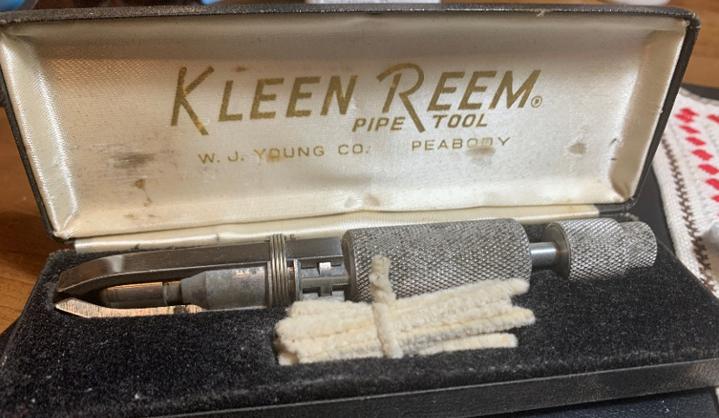 KLEEN REEM®
PIPE TOOL
W. J. YOUNG CO. PEABODY